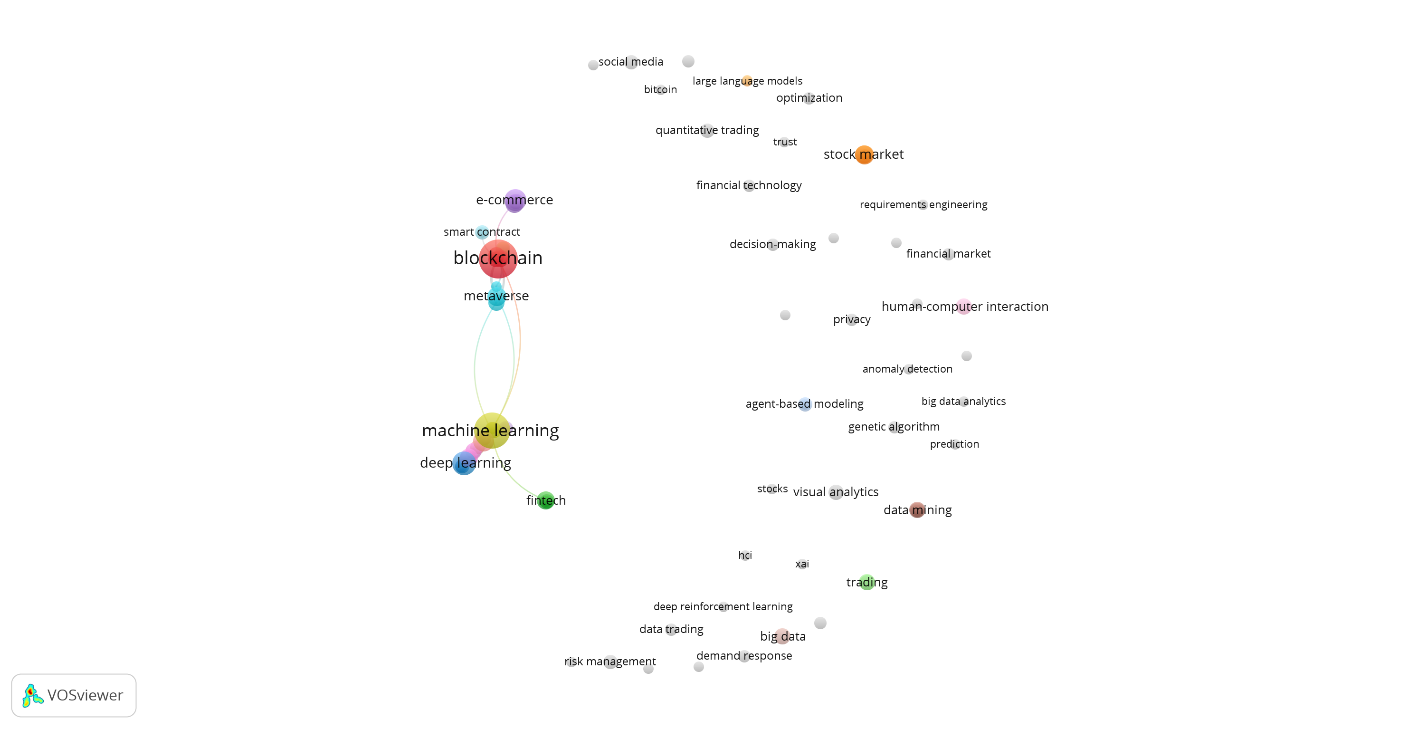 social media
large language models
bitcoin
optimization
quantitative trading
trust
stock market
financial technology
e-commerce
requirements engineering
smart contract
decision-making
financial market
blockchain
metaverse
human-computer interaction
privacy
anomaly detection
big data analytics
agent-based modeling
genetic algorithm
machine learning
prediction
deep learning
stocks
visual analytics
fintech
data mining
hci
xai
trading
deep reinforcement learning
data trading
big data
demand response
risk management
VOSviewer